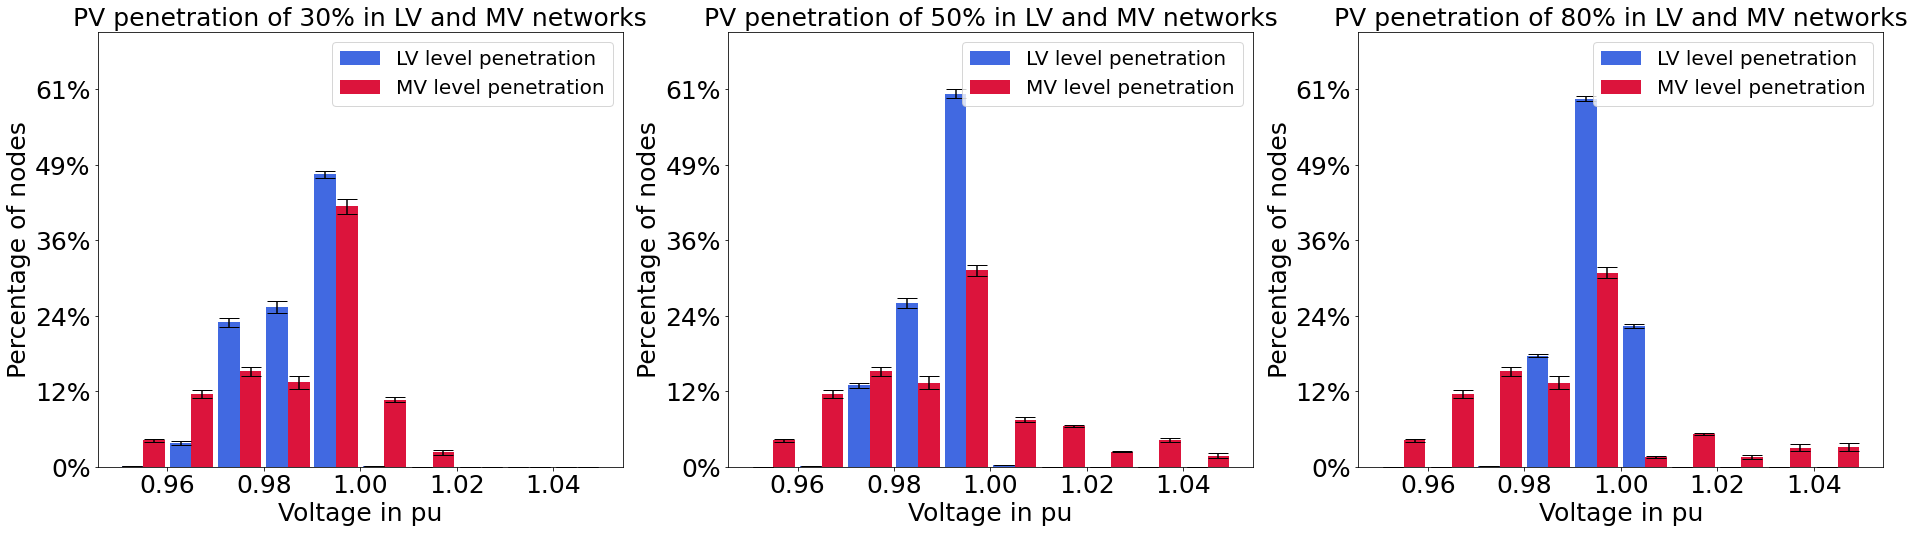 PV penetration of 30% in LV and MV networks
LV level penetration
MV level penetration
61%
49%
36%
24%
12%
0%
Percentage of nodes
0.96 0.98 1.00 1.02 1.04
Voltage in pu
PV penetration of 50% in LV and MV networks
LV level penetration
MV level penetration
61%
49%
36%
24%
12%
0%
Percentage of nodes
0.96 0.98 1.00 1.02 1.04
Voltage in pu
PV penetration of 80% in LV and MV networks
LV level penetration
MV level penetration
61%
49%
36%
24%
12%
0%
Percentage of nodes
0.96 0.98 1.00 1.02 1.04
Voltage in pu